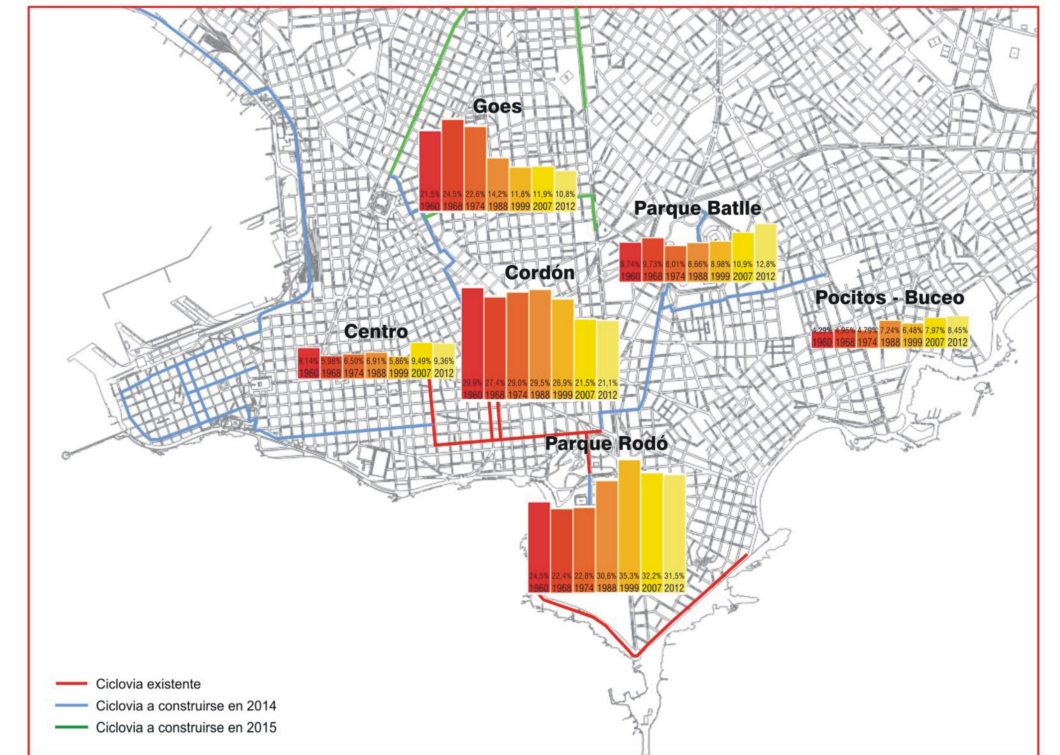 Goes
21,5% 24,5% 22,6% 14,2% 11,8% 11,9% 10,8%
1960 1968 1974 1988 1999 2007 2012
Parque Batlle
8,74% 9,73% 8,01% 8,66% 8,98% 10,9% 12,8%
1960 1968 1974 1988 1999 2007 2012
Cordón
29,9% 27,4% 29,0% 29,5% 26,9% 21,5% 21,1%
1960 1968 1974 1988 1999 2007 2012
Pocitos - Buceo
4,29% 4,95% 4,79% 7,24% 6,48% 7,97% 8,45%
1960 1968 1974 1988 1999 2007 2012
Centro
8,14% 5,98% 6,50% 6,91% 5,86% 9,49% 9,36%
1960 1968 1974 1988 1999 2007 2012
Parque Rodó
24,5% 22,4% 22,8% 30,6% 35,3% 32,2% 31,5%
1960 1968 1974 1988 1999 2007 2012
Ciclovia existente
Ciclovia a construirse en 2014
Ciclovia a construirse en 2015